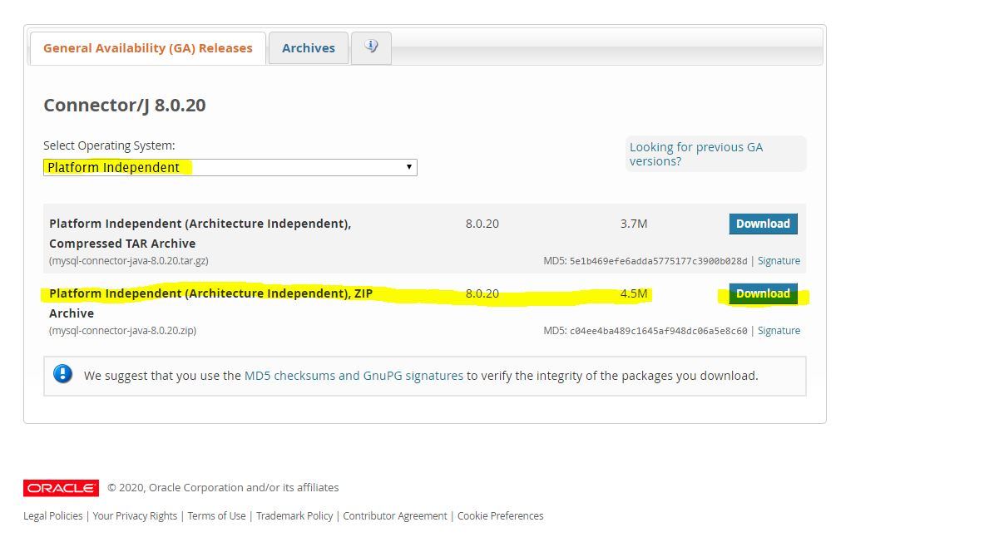 General Availability (GA) Releases
Archives
Connector/J 8.0.20
Select Operating System:
Platform Independent
Looking for previous GA
versions?
Platform Independent (Architecture Independent),
Compressed TAR Archive
8.0.20
3.7M
Download
(mysql-connector-java-8.0.20.tar.gz)
MD5: 5e1b469efe6adda5775177c3900b028d | Signature
Platform Independent (Architecture Independent), ZIP
Archive
8.0.20
4.5M
Download
(mysql-connector-java-8.0.20.zip)
MD5: c04ee4ba489c1645af948dc06a5e8c60 | Signature
We suggest that you use the MD5 checksums and GnuPG signatures to verify the integrity of the packages you download.
ORACLE © 2020, Oracle Corporation and/or its affiliates
Legal Policies | Your Privacy Rights | Terms of Use | Trademark Policy | Contributor Agreement | Cookie Preferences